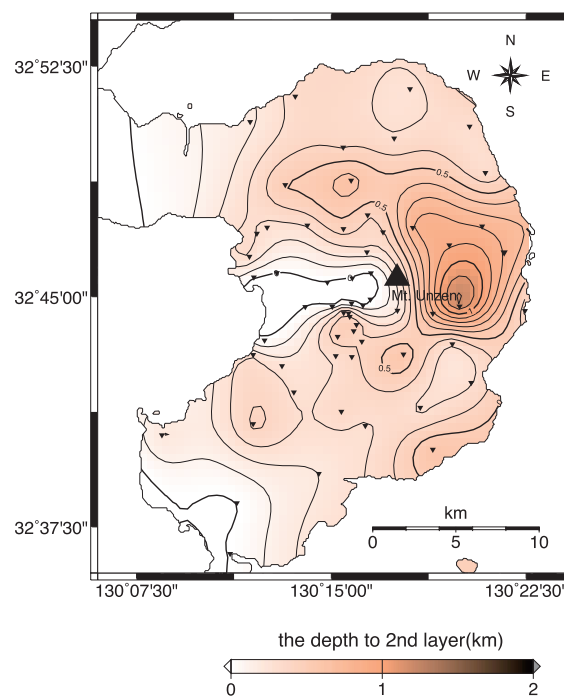 32˚52'30"
N
W E
S
0.5
0.5
0
0
32˚45'00"
Mt. Unzen
0.5
32˚37'30"
km
0 5 10
130˚07'30" 130˚15'00" 130˚22'30"
the depth to 2nd layer(km)
0 1 2